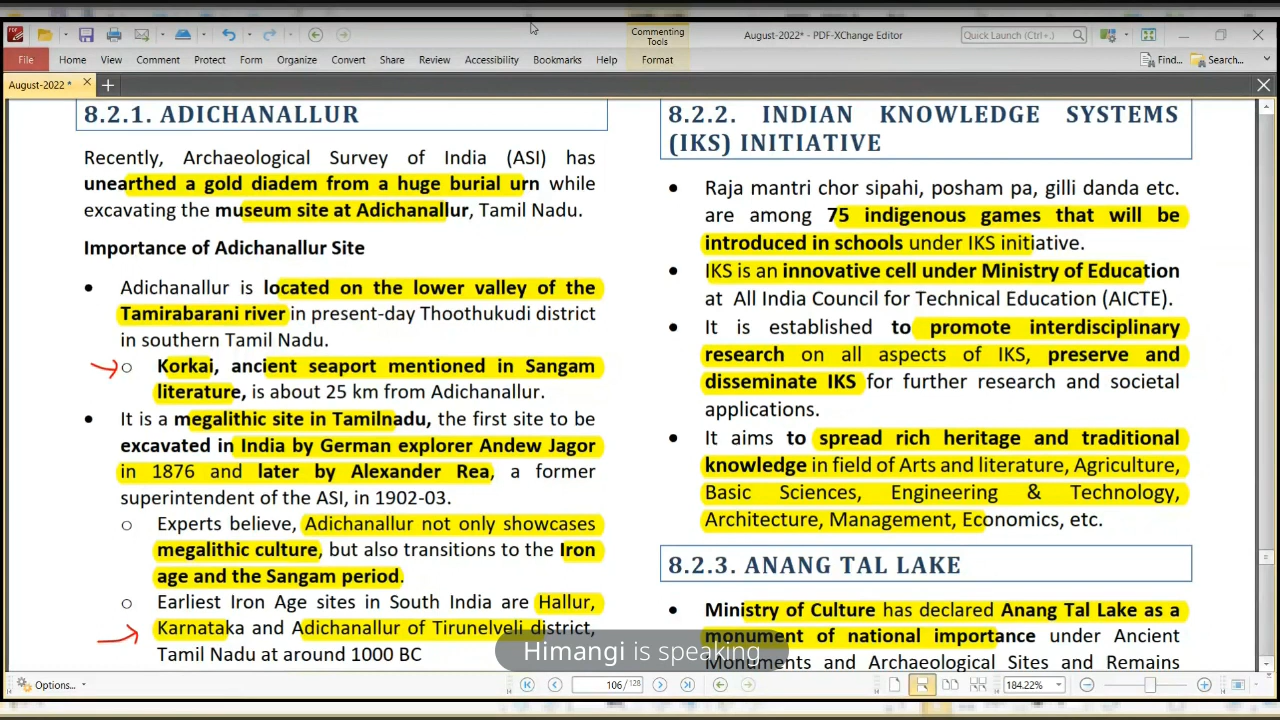 Commenting Tools
August-2022* - PDF-XChange Editor
Quick Launch (Ctrl+.)
File Home View Comment Protect Form Organize Convert Share Review Accessibility Bookmarks Help Format
Find... Search...
August-2022 *
8.2.1. ADICHANALLUR
Recently, Archaeological Survey of India (ASI) has
unearthed a gold diadem from a huge burial urn while
excavating the museum site at Adichanallur, Tamil Nadu.
Importance of Adichanallur Site
• Adichanallur is located on the lower valley of the
Tamirabarani river in present-day Thoothukudi district
in southern Tamil Nadu.
o Korkai, ancient seaport mentioned in Sangam
literature, is about 25 km from Adichanallur.
• It is a megalithic site in Tamilnadu, the first site to be
excavated in India by German explorer Andew Jagor
in 1876 and later by Alexander Rea, a former
superintendent of the ASI, in 1902-03.
o Experts believe, Adichanallur not only showcases
megalithic culture, but also transitions to the Iron
age and the Sangam period.
o Earliest Iron Age sites in South India are Hallur,
Karnataka and Adichanallur of Tirunelveli district,
Tamil Nadu at around 1000 BC
8.2.2. INDIAN KNOWLEDGE SYSTEMS
(IKS) INITIATIVE
• Raja mantri chor sipahi, posham pa, gilli danda etc.
are among 75 indigenous games that will be
introduced in schools under IKS initiative.
• IKS is an innovative cell under Ministry of Education
at All India Council for Technical Education (AICTE).
• It is established to promote interdisciplinary
research on all aspects of IKS, preserve and
disseminate IKS for further research and societal
applications.
• It aims to spread rich heritage and traditional
knowledge in field of Arts and literature, Agriculture,
Basic Sciences, Engineering & Technology,
Architecture, Management, Economics, etc.
8.2.3. ANANG TAL LAKE
• Ministry of Culture has declared Anang Tal Lake as a
monument of national importance under Ancient
Monuments and Archaeological Sites and Remains
Himangi is speaking
Options...
106 / 128
184.22%